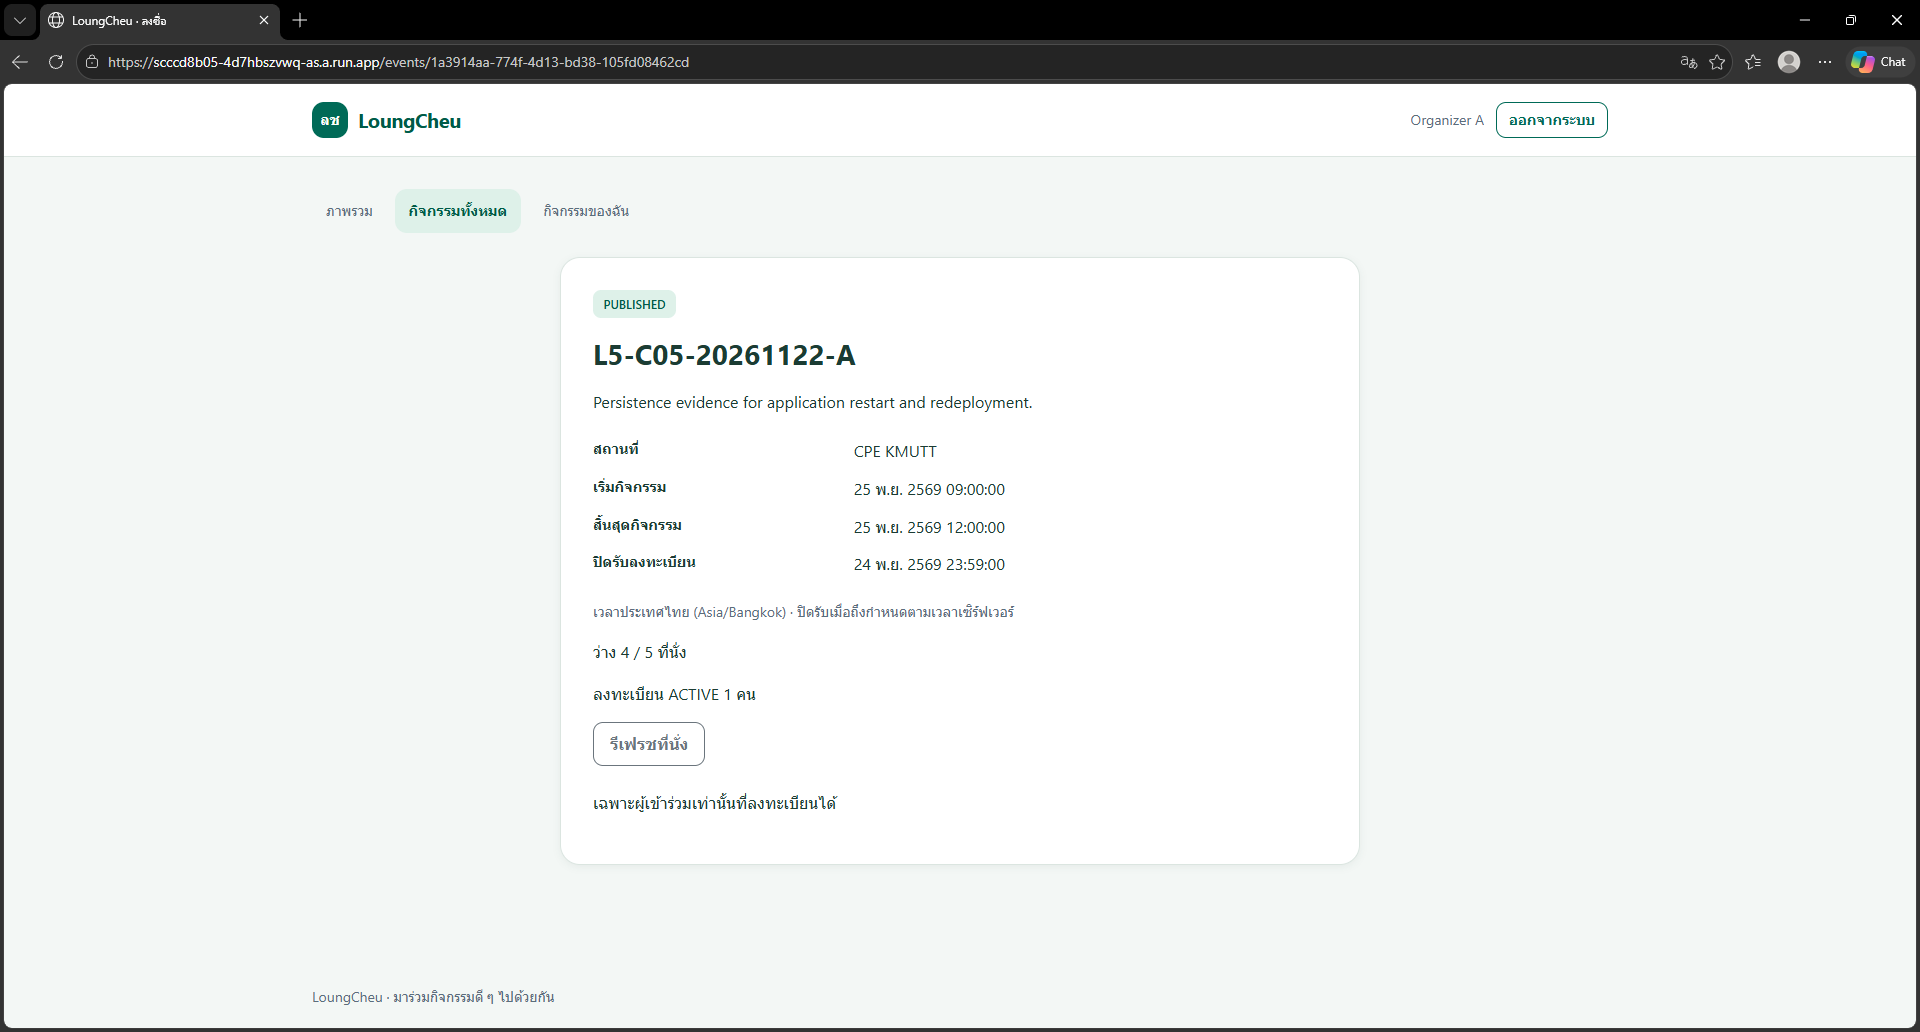 LoungCheu · ลงชื่อ
https://scccd8b05-4d7hbszvwq-as.a.run.app/events/1a3914aa-774f-4d13-bd38-105fd08462cd
Chat
ลช LoungCheu
Organizer A ออกจากระบบ
ภาพรวม กิจกรรมทั้งหมด กิจกรรมของฉัน
PUBLISHED
L5-C05-20261122-A
Persistence evidence for application restart and redeployment.
สถานที่ CPE KMUTT
เริ่มกิจกรรม 25 พ.ย. 2569 09:00:00
สิ้นสุดกิจกรรม 25 พ.ย. 2569 12:00:00
ปิดรับลงทะเบียน 24 พ.ย. 2569 23:59:00
เวลาประเทศไทย (Asia/Bangkok) · ปิดรับเมื่อถึงกำหนดตามเวลาเซิร์ฟเวอร์
ว่าง 4 / 5 ที่นั่ง
ลงทะเบียน ACTIVE 1 คน
รีเฟรชที่นั่ง
เฉพาะผู้เข้าร่วมเท่านั้นที่ลงทะเบียนได้
LoungCheu · มาร่วมกิจกรรมดี ๆ ไปด้วยกัน